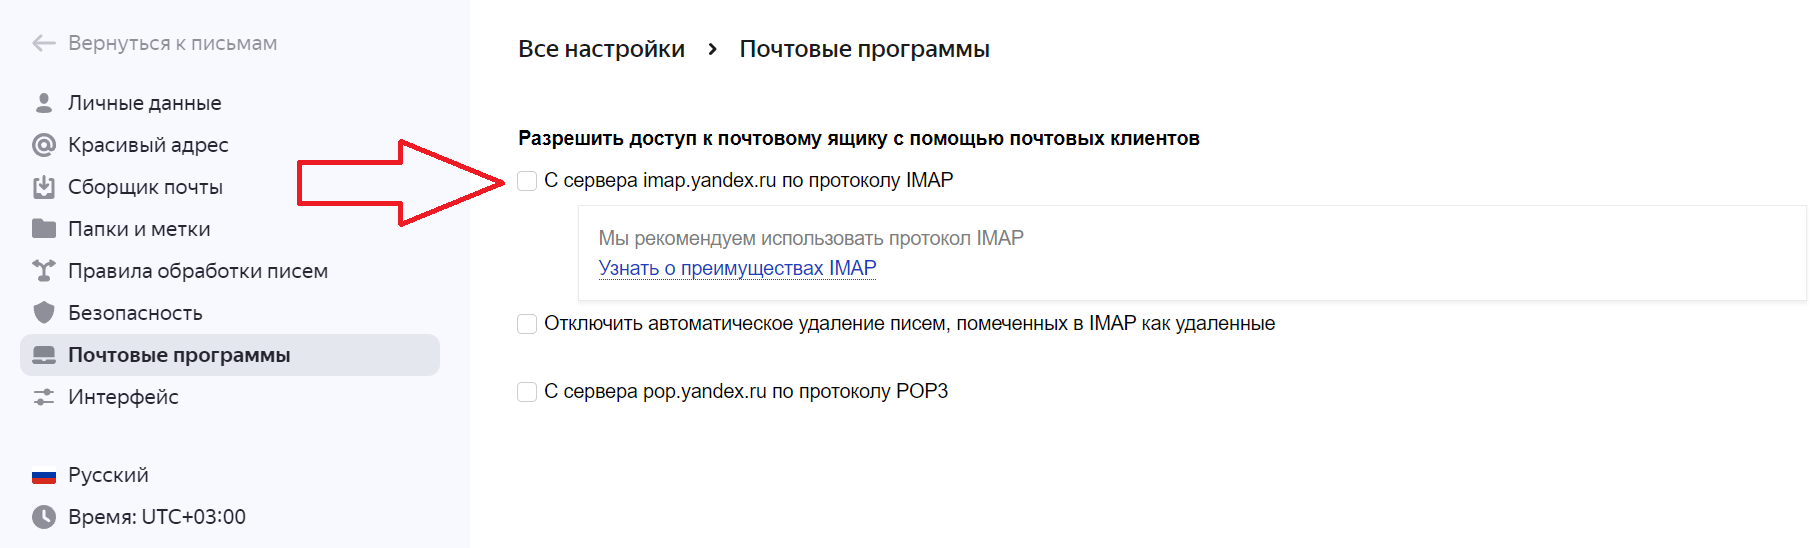 Вернуться к письмам
Личные данные
Красивый адрес
Сборщик почты
Папки и метки
Правила обработки писем
Безопасность
Почтовые программы
Интерфейс
Русский
Время: UTC+03:00
Все настройки › Почтовые программы
Разрешить доступ к почтовому ящику с помощью почтовых клиентов
С сервера imap.yandex.ru по протоколу IMAP
Мы рекомендуем использовать протокол IMAP
Узнать о преимуществах IMAP
Отключить автоматическое удаление писем, помеченных в IMAP как удаленные
С сервера pop.yandex.ru по протоколу POP3